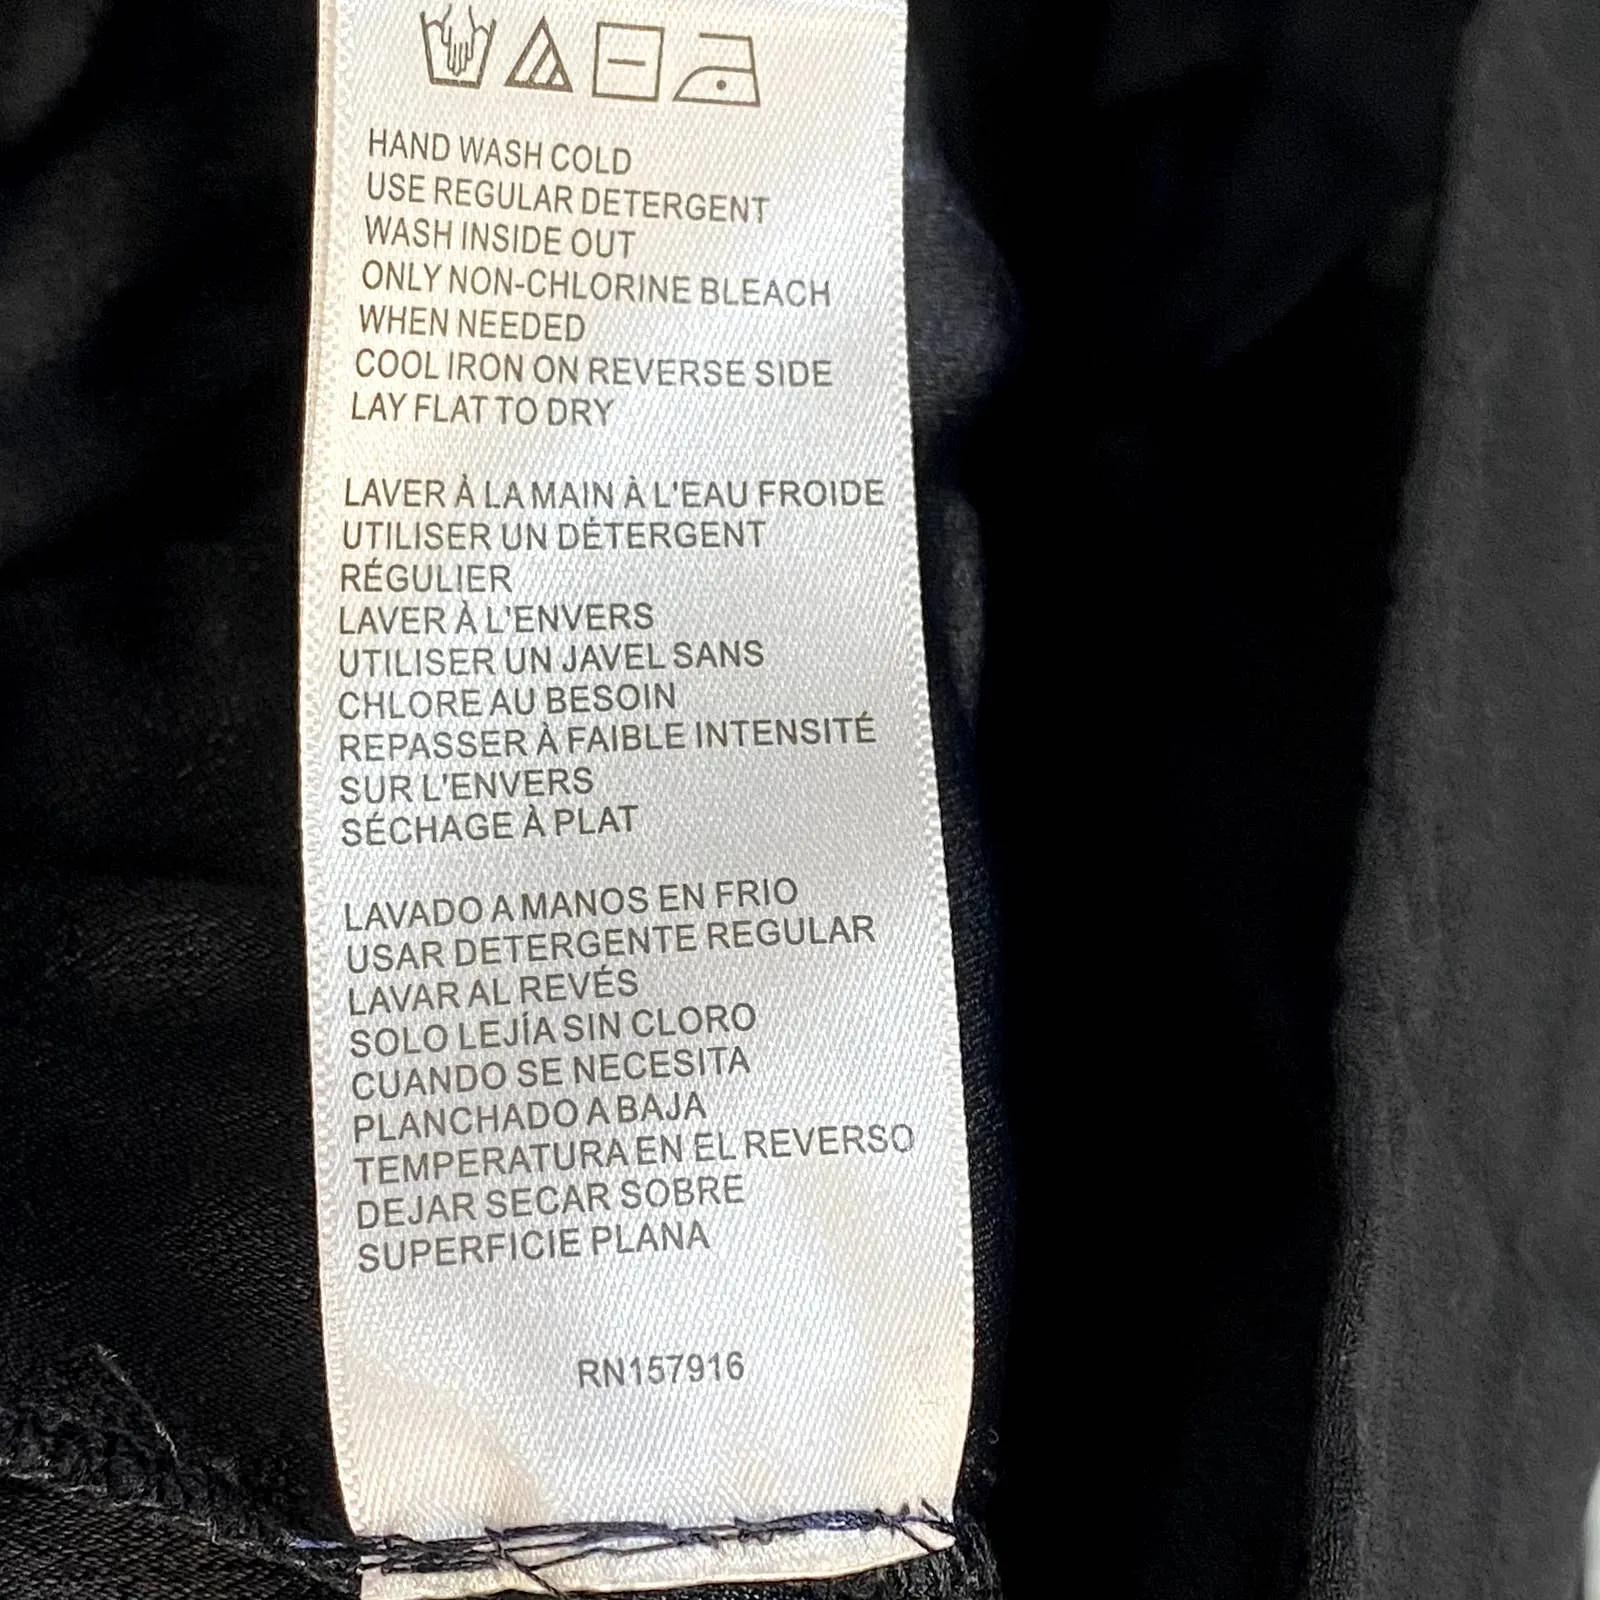 HAND WASH COLD
USE REGULAR DETERGENT
WASH INSIDE OUT
ONLY NON-CHLORINE BLEACH
WHEN NEEDED
COOL IRON ON REVERSE SIDE
LAY FLAT TO DRY
LAVER À LA MAIN À L'EAU FROIDE
UTILISER UN DÉTERGENT
RÉGULIER
LAVER À L'ENVERS
UTILISER UN JAVEL SANS
CHLORE AU BESOIN
REPASSER À FAIBLE INTENSITÉ
SUR L'ENVERS
SÉCHAGE À PLAT
LAVADO A MANOS EN FRIO
USAR DETERGENTE REGULAR
LAVAR AL REVÉS
SOLO LEJÍA SIN CLORO
CUANDO SE NECESITA
PLANCHADO A BAJA
TEMPERATURA EN EL REVERSO
DEJAR SECAR SOBRE
SUPERFICIE PLANA
RN157916